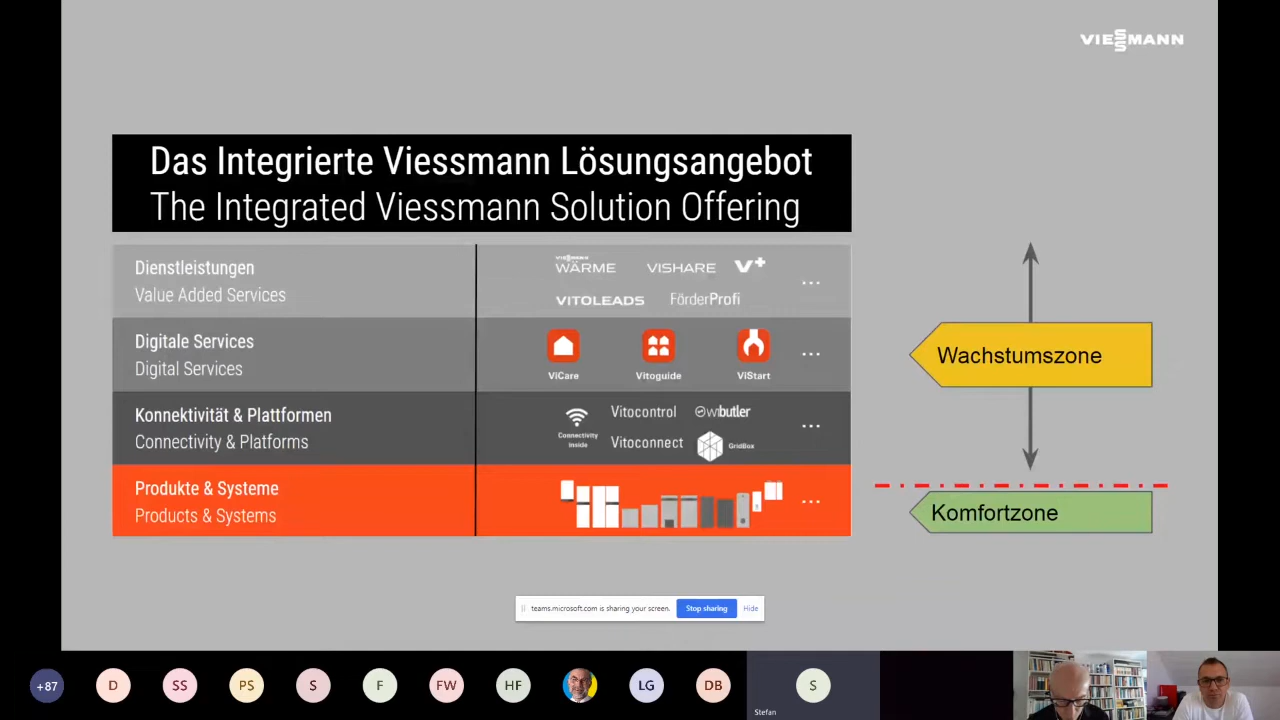 VIESSMANN
Das Integrierte Viessmann Lösungsangebot
The Integrated Viessmann Solution Offering
Dienstleistungen
Value Added Services
VIESSMANN
WÄRME
VISHARE
V+
VITOLEADS
FörderProfi
...
Digitale Services
Digital Services
ViCare
Vitoguide
ViStart
...
Konnektivität & Plattformen
Connectivity & Platforms
Connectivity
inside
Vitocontrol
wibutler
Vitoconnect
GridBox
...
Produkte & Systeme
Products & Systems
...
Wachstumszone
Komfortzone
teams.microsoft.com is sharing your screen.
Stop sharing
Hide
+87
D
SS
PS
S
F
FW
HF
LG
DB
S
Stefan